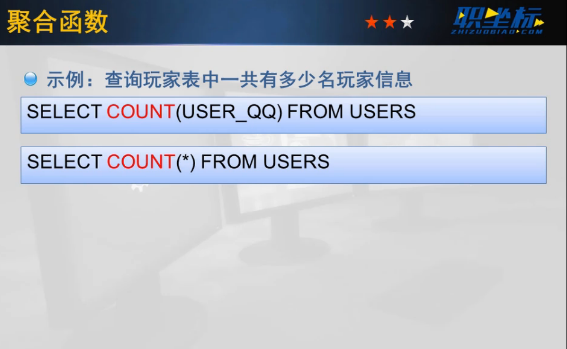 聚合函数
职坐标
ZHIZUOBIAO.COM
示例：查询玩家表中一共有多少名玩家信息
SELECT COUNT(USER_QQ) FROM USERS
SELECT COUNT(*) FROM USERS